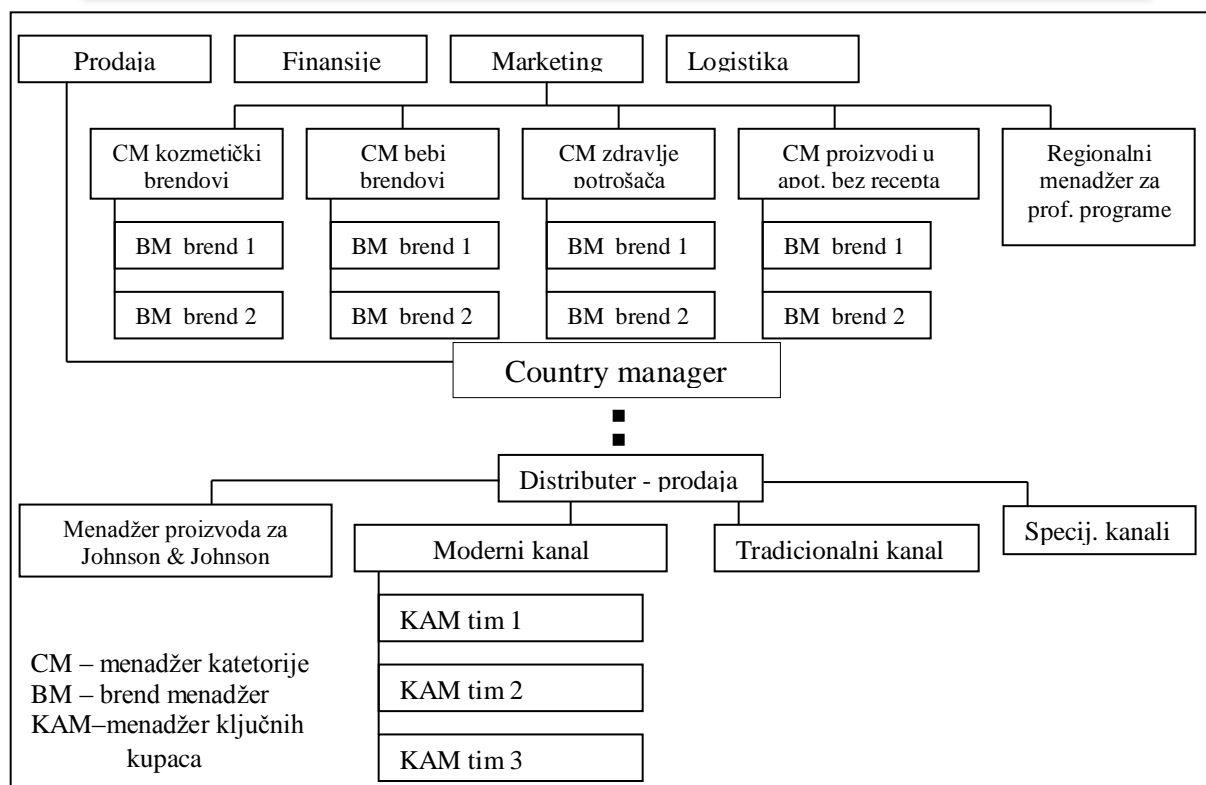 Prodaja
Finansije
Marketing
Logistika
CM kozmetički
brendovi
CM bebi
brendovi
CM zdravlje
potrošača
CM proizvodi u
apot. bez recepta
Regionalni
menadžer za
prof. programe
BM brend 1
BM brend 1
BM brend 1
BM brend 1
BM brend 2
BM brend 2
BM brend 2
BM brend 2
Country manager
Distributer - prodaja
Menadžer proizvoda za
Johnson & Johnson
Moderni kanal
Tradicionalni kanal
Specij. kanali
KAM tim 1
KAM tim 2
KAM tim 3
CM – menadžer katetorije
BM – brend menadžer
KAM–menadžer ključnih
kupaca